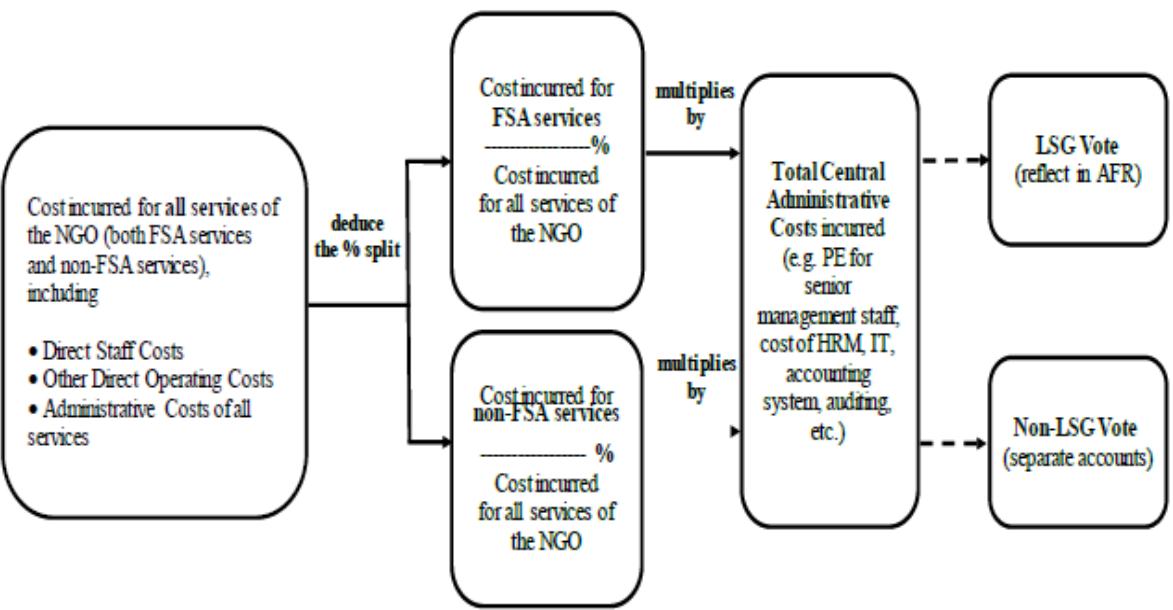 Cost incurred for all services of
the NGO (both FSA services
and non-FSA services),
including
• Direct Staff Costs
• Other Direct Operating Costs
• Administrative Costs of all
services
deduce
the % split
Cost incurred for
FSA services
-----------------%
Cost incurred
for all services of
the NGO
Cost incurred for
non-FSA services
----------------- %
Cost incurred
for all services of
the NGO
multiplies
by
multiplies
by
Total Central
Administrative
Costs incurred
(e.g. PE for
senior
management staff,
cost of HRM, IT,
accounting
system, auditing,
etc.)
LSG Vote
(reflect in AFR)
Non-LSG Vote
(separate accounts)